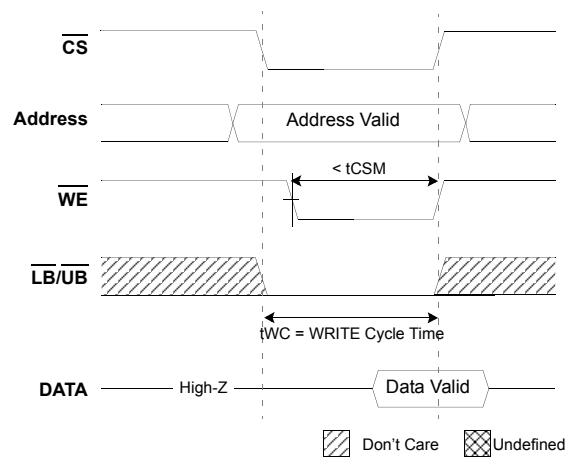 CS
Address
Address Valid
< tCSM
WE
LB/UB
tWC = WRITE Cycle Time
DATA
High-Z
Data Valid
Don't Care
Undefined